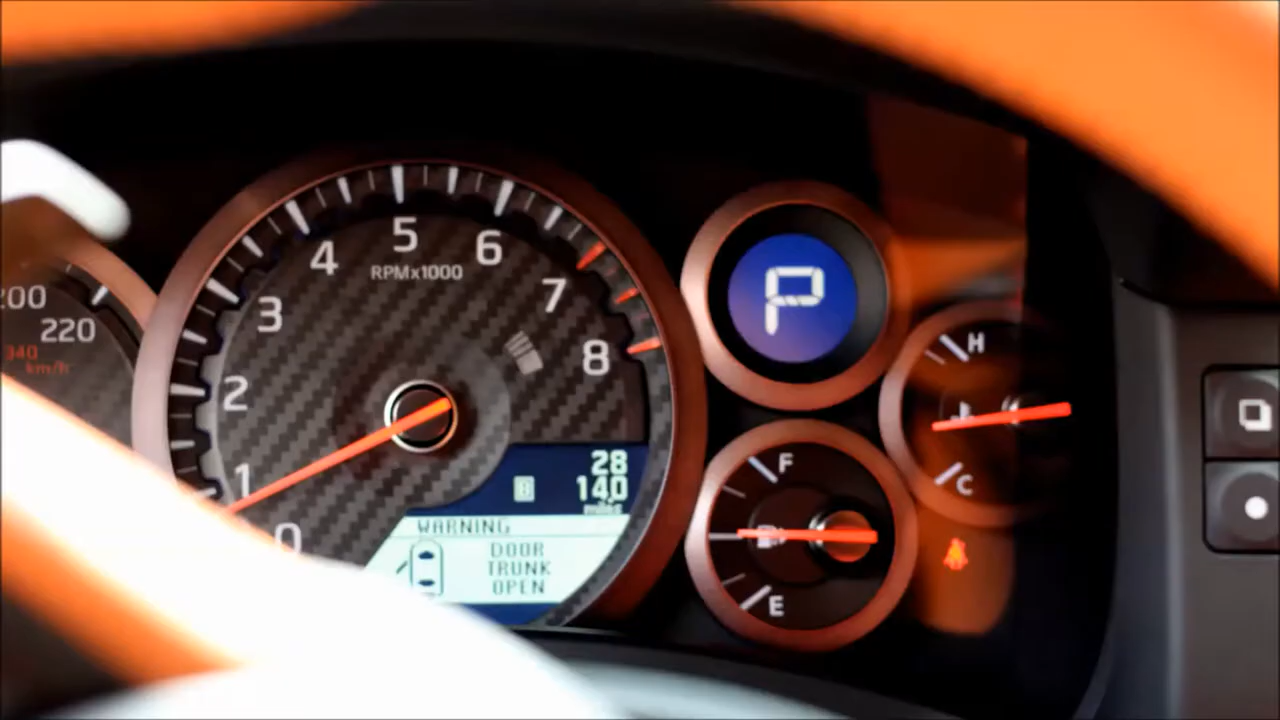 200
220
340
km/h
0
1
2
3
4
5
6
7
8
RPMx1000
28
B 140
miles
WARNING
DOOR
TRUNK
OPEN
P
F
E
H
C